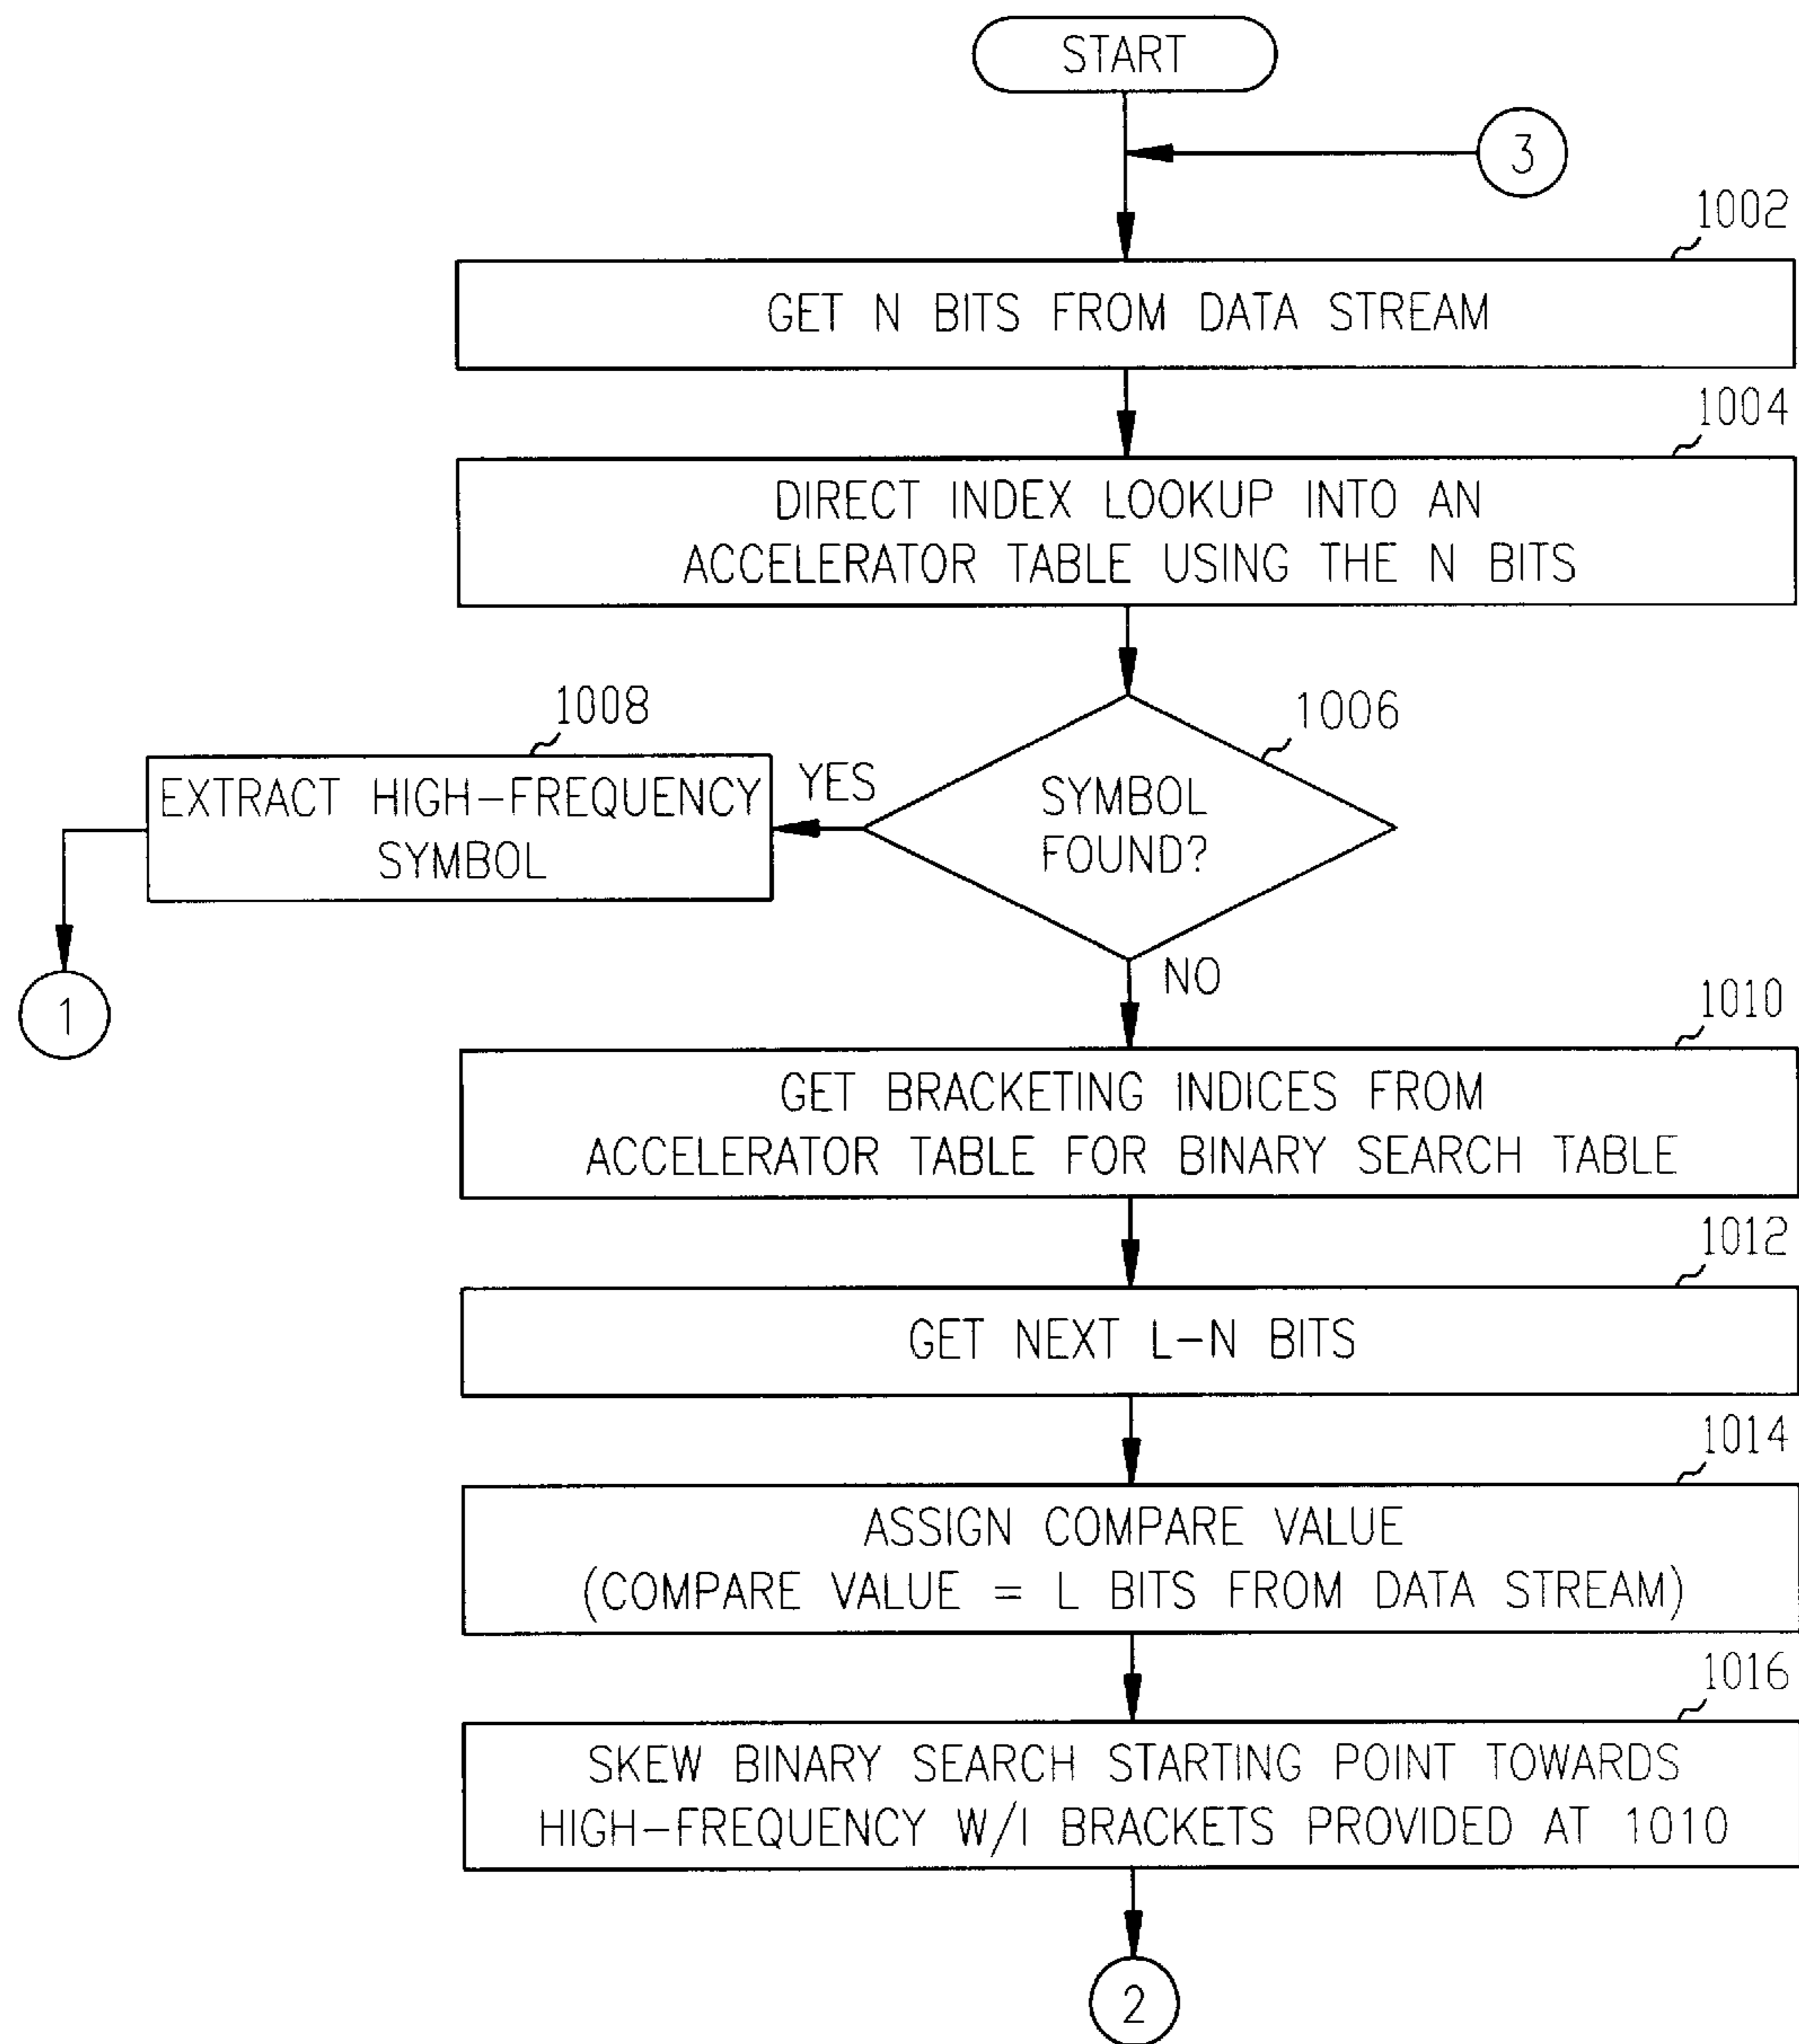 START
3
1002
GET N BITS FROM DATA STREAM
1004
DIRECT INDEX LOOKUP INTO AN
ACCELERATOR TABLE USING THE N BITS
1008
1006
EXTRACT HIGH-FREQUENCY
SYMBOL
YES
SYMBOL
FOUND?
NO
1
1010
GET BRACKETING INDICES FROM
ACCELERATOR TABLE FOR BINARY SEARCH TABLE
1012
GET NEXT L-N BITS
1014
ASSIGN COMPARE VALUE
(COMPARE VALUE = L BITS FROM DATA STREAM)
1016
SKEW BINARY SEARCH STARTING POINT TOWARDS
HIGH-FREQUENCY W/I BRACKETS PROVIDED AT 1010
2